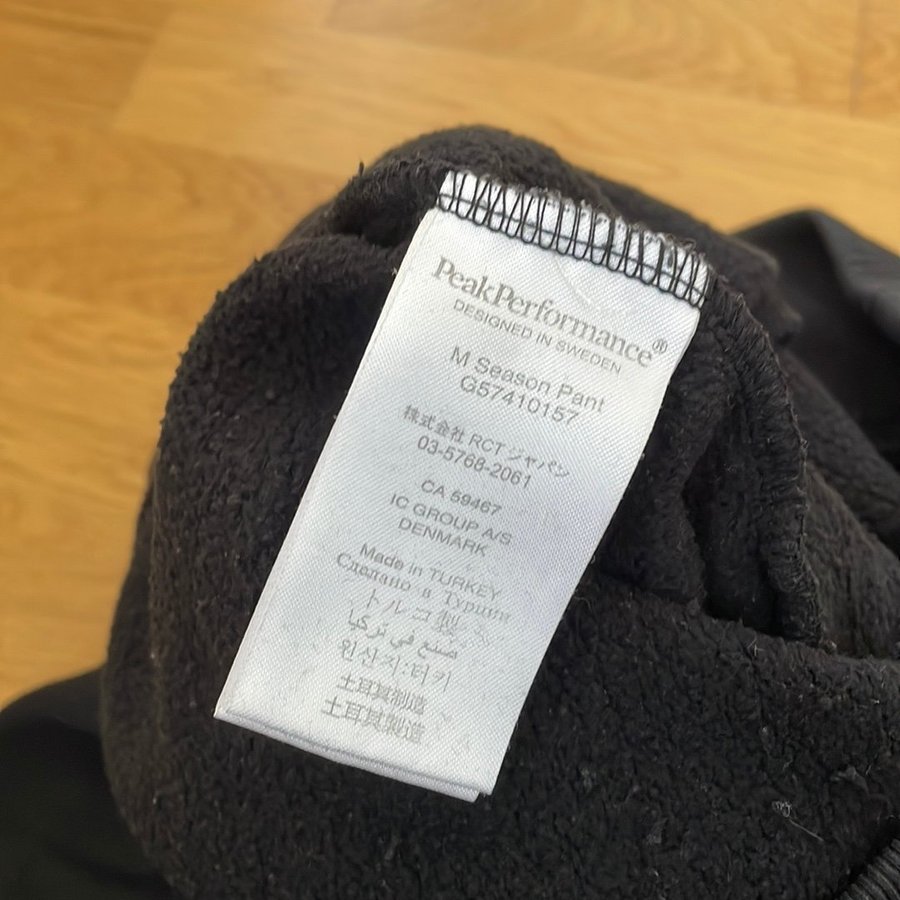 PeakPerformance®
DESIGNED IN SWEDEN
M Season Pant
G57410157
株式会社 RCT ジャパン
03-5768-2061
CA 59467
IC GROUP A/S
DENMARK
Made in TURKEY
Сделано в Турции
トルコ製
صنع في تركيا
원산지:터키
土耳其制造
土耳其製造